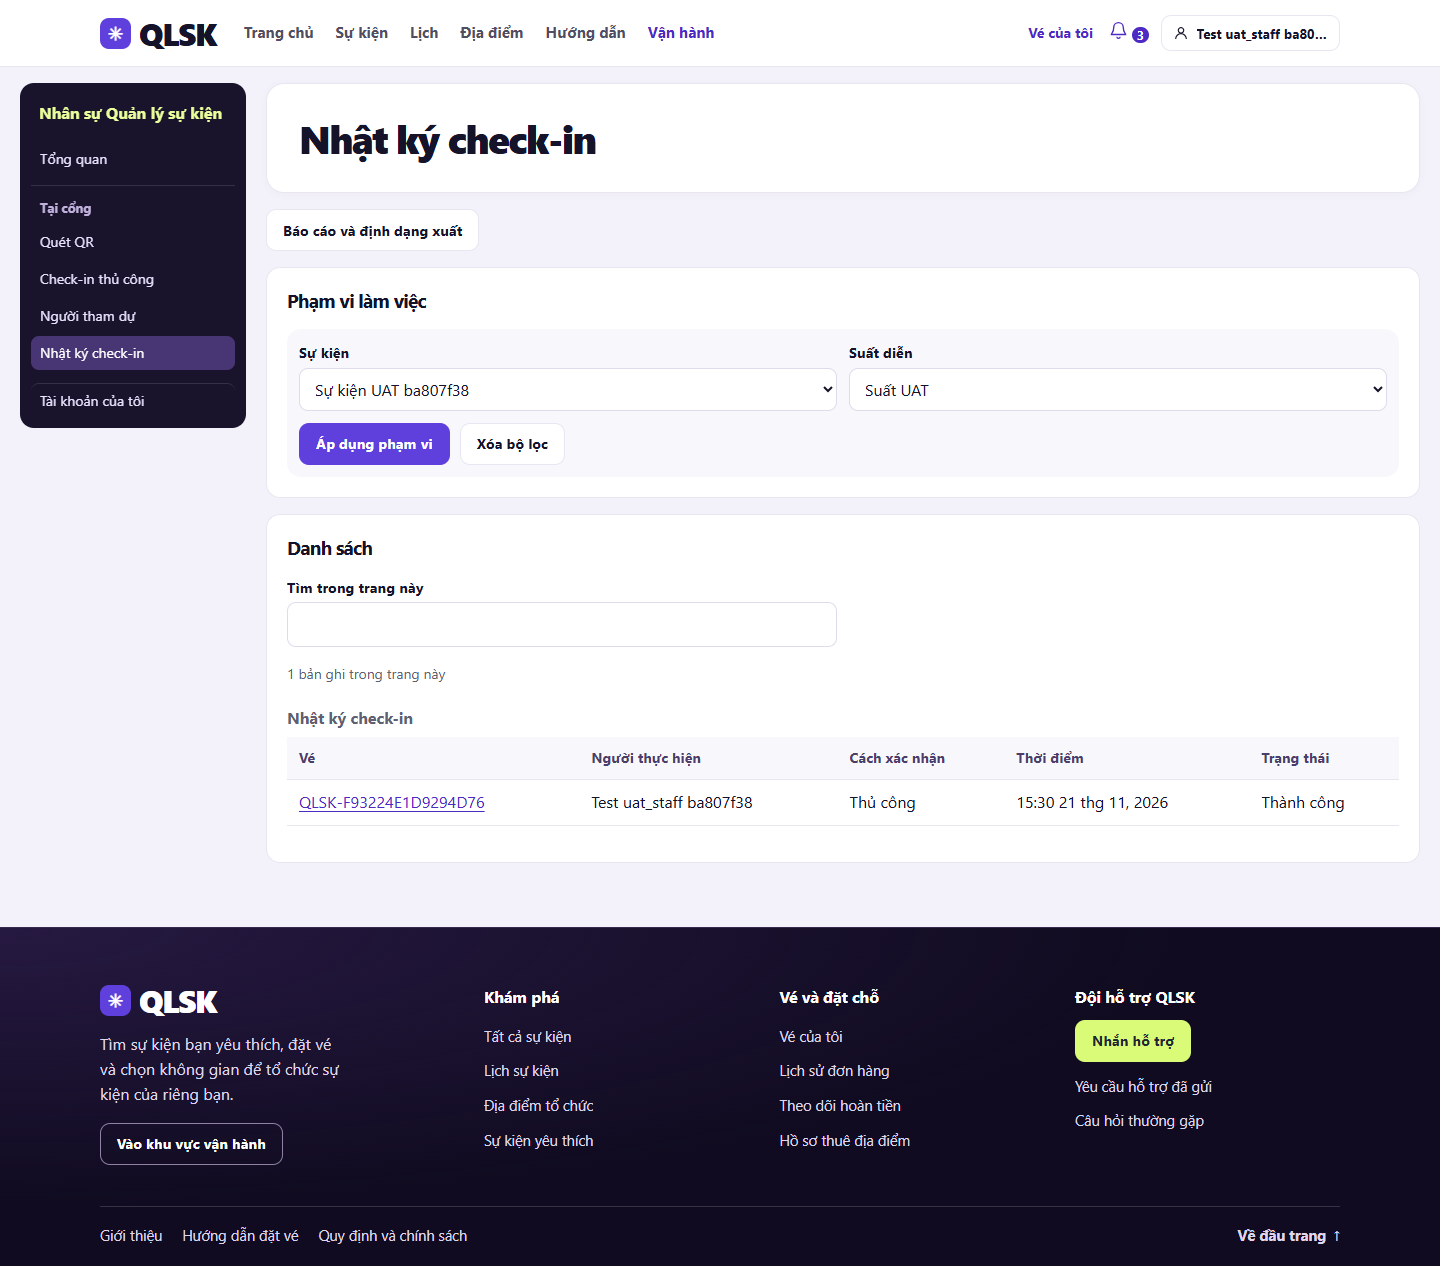 QLSK
Trang chủ
Sự kiện
Lịch
Địa điểm
Hướng dẫn
Vận hành
Vé của tôi
3
Test uat_staff ba80...
Nhân sự Quản lý sự kiện
Tổng quan
Tại cổng
Quét QR
Check-in thủ công
Người tham dự
Nhật ký check-in
Tài khoản của tôi
Nhật ký check-in
Báo cáo và định dạng xuất
Phạm vi làm việc
Sự kiện
Suất diễn
Sự kiện UAT ba807f38
Suất UAT
Áp dụng phạm vi
Xóa bộ lọc
Danh sách
Tìm trong trang này
1 bản ghi trong trang này
Nhật ký check-in
Vé Người thực hiện Cách xác nhận Thời điểm Trạng thái
QLSK-F93224E1D9294D76 Test uat_staff ba807f38 Thủ công 15:30 21 thg 11, 2026 Thành công
QLSK
Tìm sự kiện bạn yêu thích, đặt vé
và chọn không gian để tổ chức sự
kiện của riêng bạn.
Vào khu vực vận hành
Khám phá
Tất cả sự kiện
Lịch sự kiện
Địa điểm tổ chức
Sự kiện yêu thích
Vé và đặt chỗ
Vé của tôi
Lịch sử đơn hàng
Theo dõi hoàn tiền
Hồ sơ thuê địa điểm
Đội hỗ trợ QLSK
Nhắn hỗ trợ
Yêu cầu hỗ trợ đã gửi
Câu hỏi thường gặp
Giới thiệu
Hướng dẫn đặt vé
Quy định và chính sách
Về đầu trang ↑